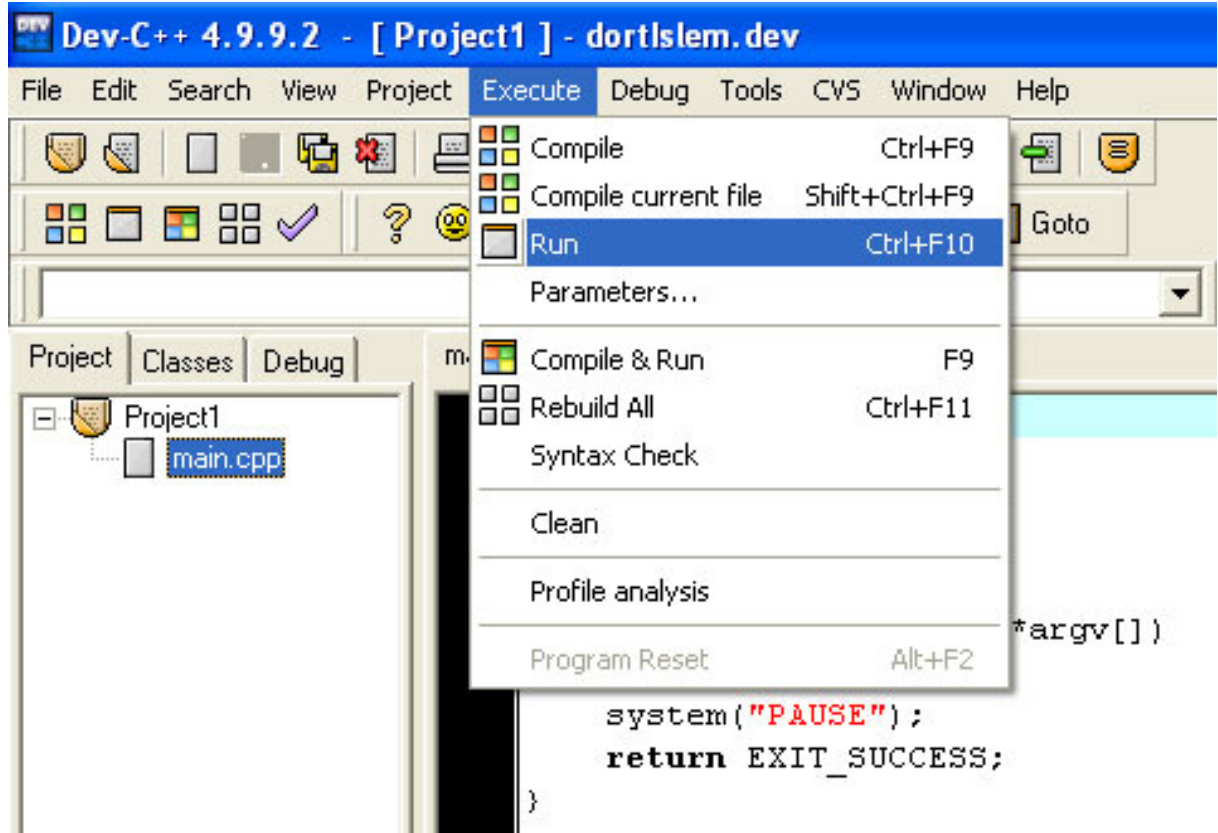 Dev-C++ 4.9.9.2 - [ Project1 ] - dortIslem.dev
File Edit Search View Project Execute Debug Tools CVS Window Help
Compile Ctrl+F9
Compile current file Shift+Ctrl+F9
Run Ctrl+F10
Goto
Parameters...
Project Classes Debug
Compile & Run F9
Project1
Rebuild All Ctrl+F11
main.cpp
Syntax Check
Clean
Profile analysis
*argv[])
Program Reset Alt+F2
system("PAUSE");
return EXIT_SUCCESS;
}